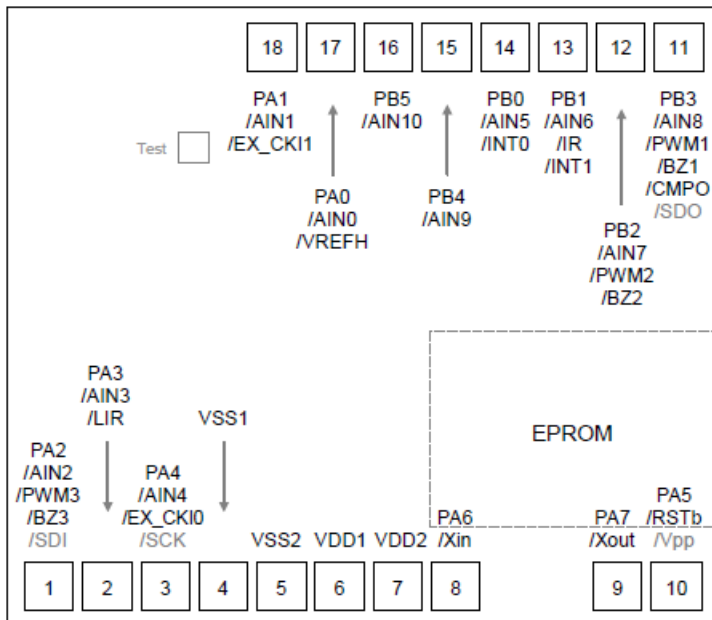 18 17 16 15 14 13 12 11
PA1
/AIN1
/EX_CKI1
PB5
/AIN10
PB0
/AIN5
/INT0
PB1
/AIN6
/IR
/INT1
PB3
/AIN8
/PWM1
/BZ1
/CMPO
/SDO
Test
PA0
/AIN0
/VREFH
PB4
/AIN9
PB2
/AIN7
/PWM2
/BZ2
PA3
/AIN3
/LIR
VSS1
EPROM
PA2
/AIN2
/PWM3
/BZ3
/SDI
PA4
/AIN4
/EX_CKI0
/SCK
VSS2
VDD1
VDD2
PA6
/Xin
PA7
/Xout
PA5
/RSTb
/Vpp
1 2 3 4 5 6 7 8 9 10